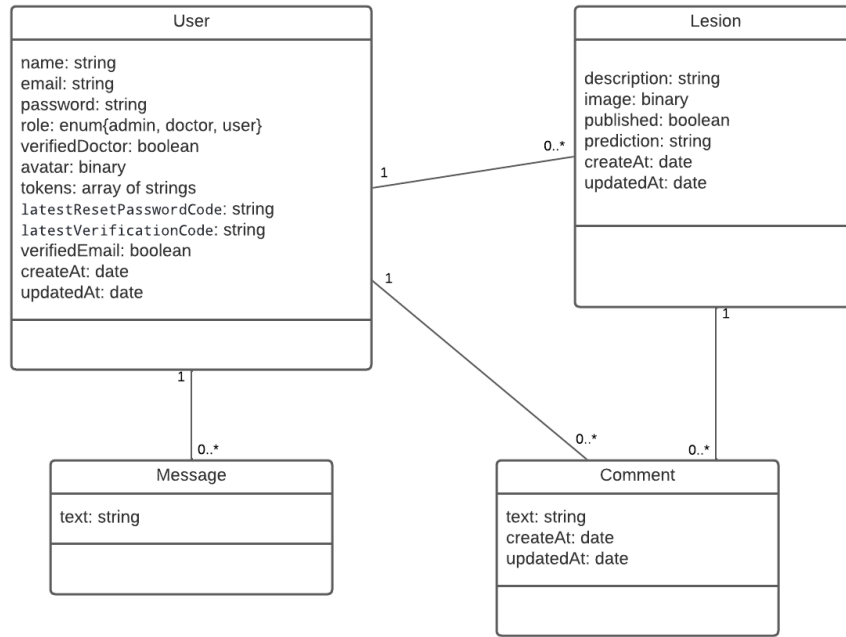 User
name: string
email: string
password: string
role: enum{admin, doctor, user}
verifiedDoctor: boolean
avatar: binary
tokens: array of strings
latestResetPasswordCode: string
latestVerificationCode: string
verifiedEmail: boolean
createAt: date
updatedAt: date
Lesion
description: string
image: binary
published: boolean
prediction: string
createAt: date
updatedAt: date
1
0..*
1
0..*
1
0..*
1
0..*
Message
text: string
Comment
text: string
createAt: date
updatedAt: date